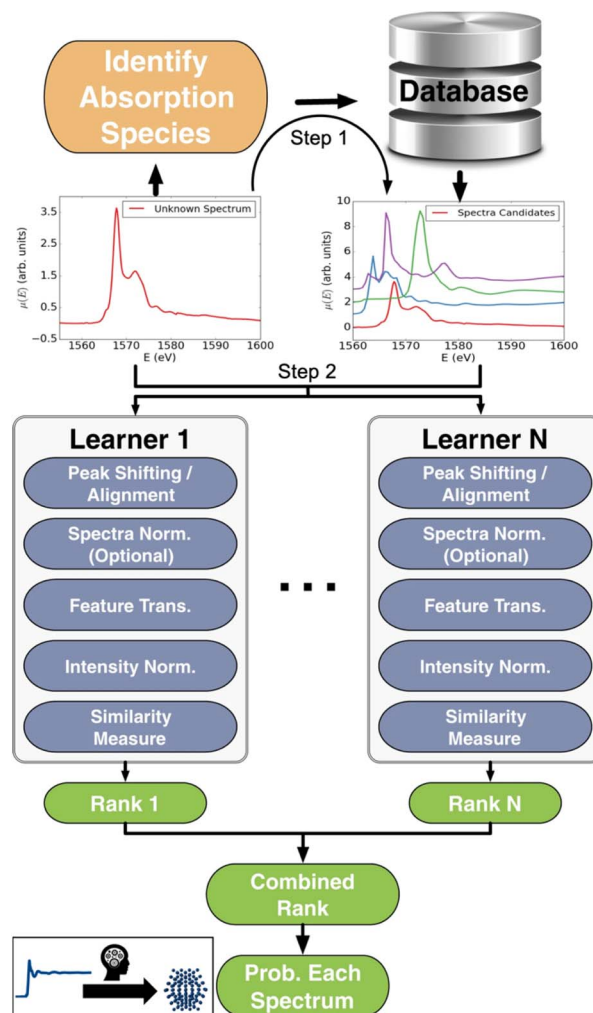 Identify
Absorption
Species
Database
Step 1
Unknown Spectrum
3.5
2.5
1.5
0.5
−0.5
μ(E) (arb. units)
1560 1570 1580 1590 1600
E (eV)
Spectra Candidates
10
8
6
4
2
0
μ(E) (arb. units)
1560 1570 1580 1590 1600
E (eV)
Step 2
Learner 1
Peak Shifting /
Alignment
Spectra Norm.
(Optional)
Feature Trans.
Intensity Norm.
Similarity
Measure
Rank 1
...
Learner N
Peak Shifting /
Alignment
Spectra Norm.
(Optional)
Feature Trans.
Intensity Norm.
Similarity
Measure
Rank N
Combined
Rank
Prob. Each
Spectrum